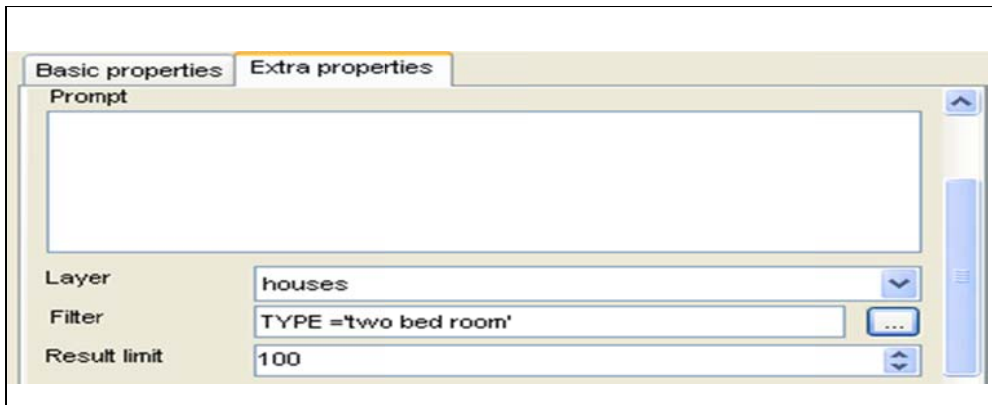 Basic properties Extra properties
Prompt
Layer houses
Filter TYPE ='two bed room' ...
Result limit 100